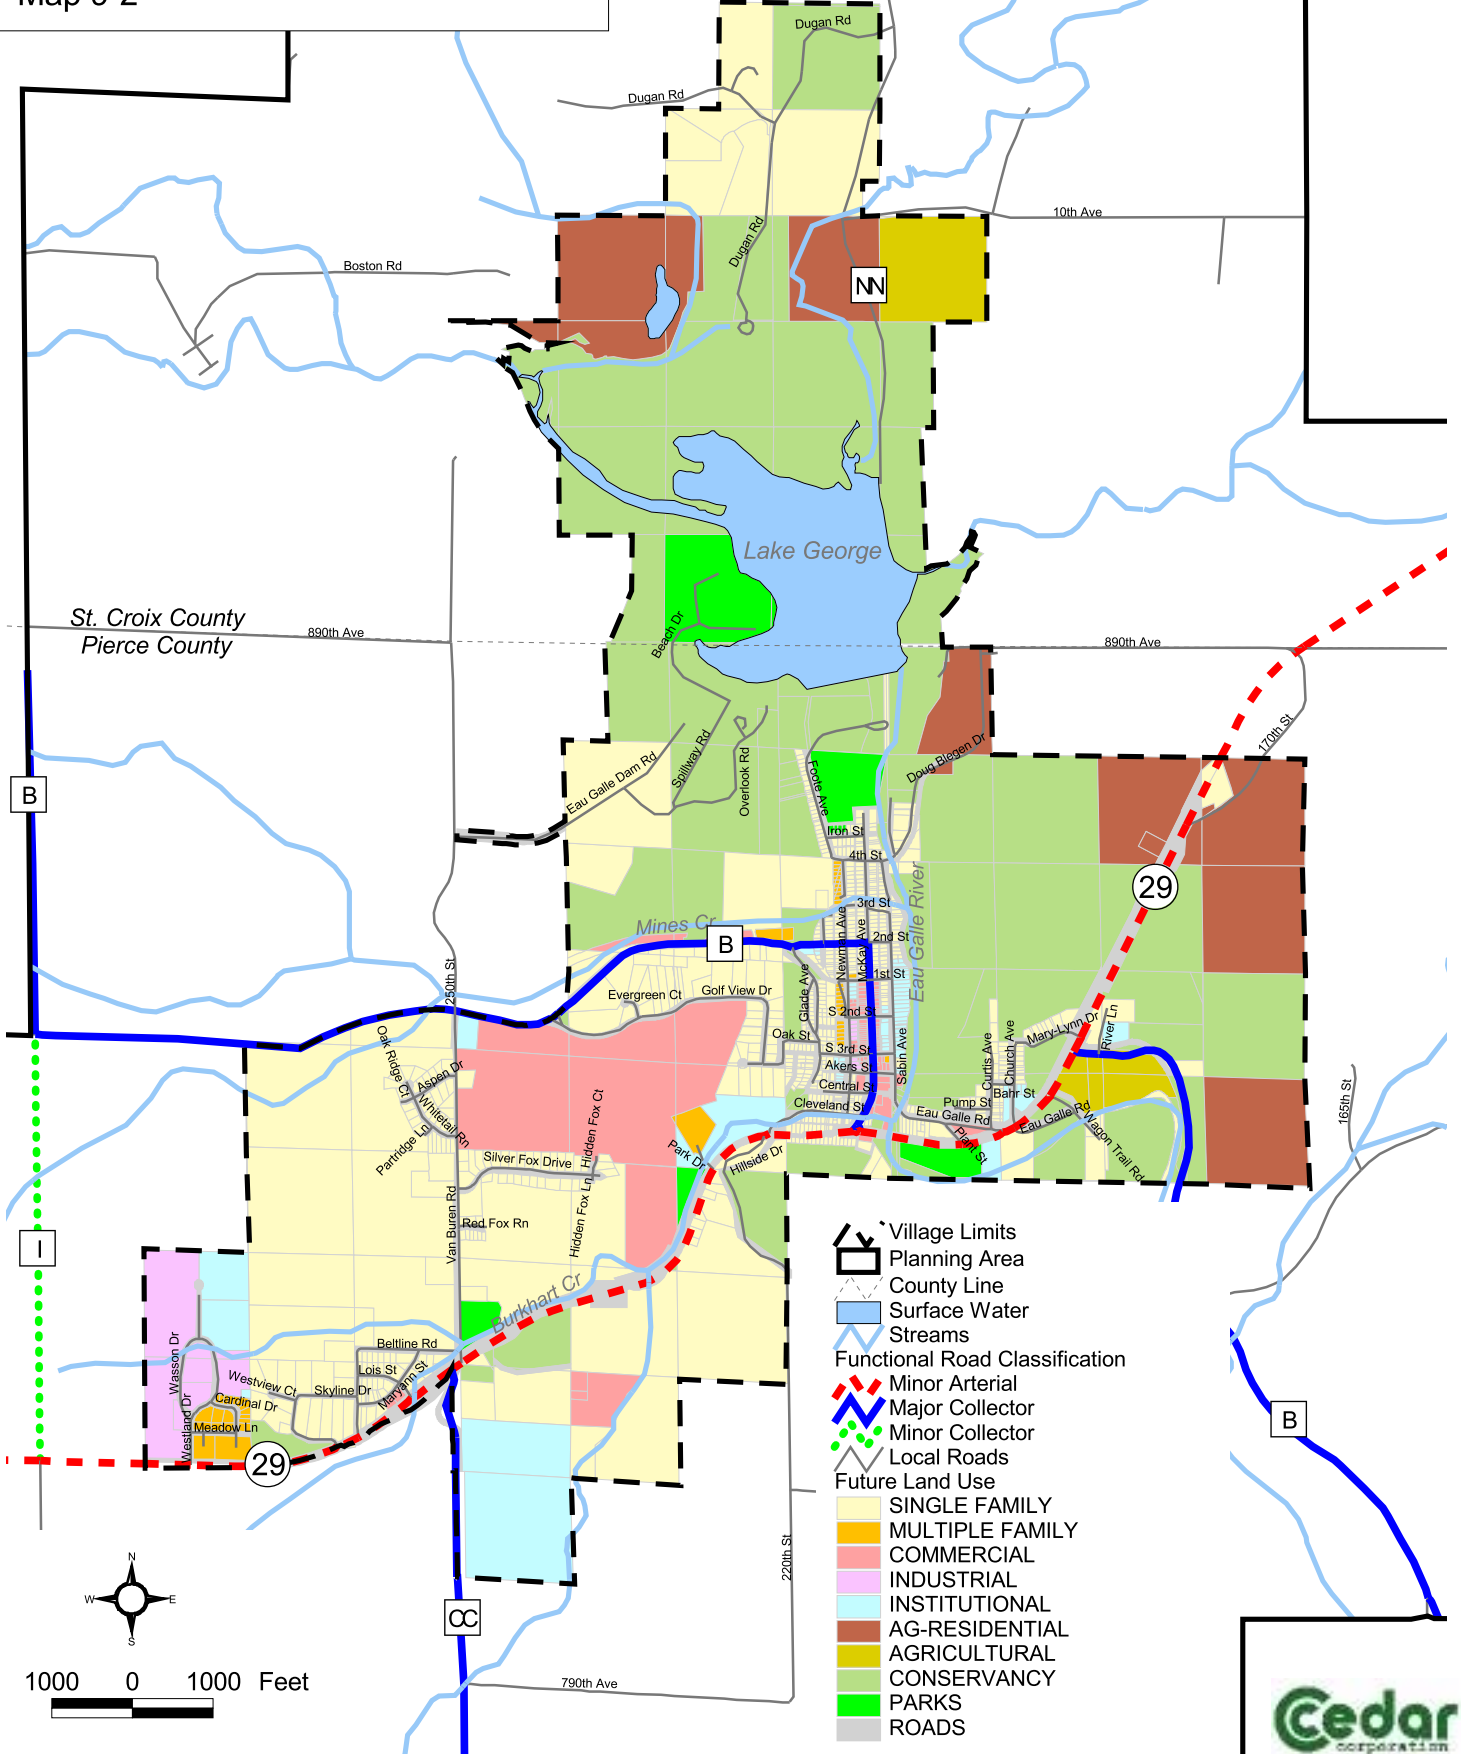 Dugan Rd
Dugan Rd
10th Ave
Dugan Rd
Boston Rd
NN
Lake George
St. Croix County
Pierce County
890th Ave
890th Ave
Beach Dr
170th St
Spillway Rd
Overlook Rd
Eau Galle Dam Rd
Foote Ave
Doug Blegen Dr
B
Iron St
4th St
29
Eau Galle River
3rd St
Mines Cr
B
Newman Ave
McKay Ave
2nd St
1st St
250th St
Evergreen Ct
Golf View Dr
Glade Ave
S 2nd St
Oak St
S 3rd St
Sabin Ave
Mary-Lynn Dr
River Ln
Curtis Ave
Church Ave
Oak Ridge Ct
Aspen Dr
Akers St
Central St
Cleveland St
Pump St
Bahr St
Eau Galle Rd
Eau Galle Rd
Plant St
Wagon Trail Rd
165th St
Whitetail Rn
Partridge Ln
Hidden Fox Ct
Park Dr
Hillside Dr
Silver Fox Drive
Hidden Fox Ln
Van Buren Rd
Red Fox Rn
I
Burkhart Cr
Beltline Rd
Lois St
Maryann St
Wasson Dr
Westview Ct
Skyline Dr
Cardinal Dr
Westland Dr
Meadow Ln
29
B
220th St
CC
790th Ave
N
W
E
S
1000 0 1000 Feet
Village Limits
Planning Area
County Line
Surface Water
Streams
Functional Road Classification
Minor Arterial
Major Collector
Minor Collector
Local Roads
Future Land Use
SINGLE FAMILY
MULTIPLE FAMILY
COMMERCIAL
INDUSTRIAL
INSTITUTIONAL
AG-RESIDENTIAL
AGRICULTURAL
CONSERVANCY
PARKS
ROADS
Cedar
corporation